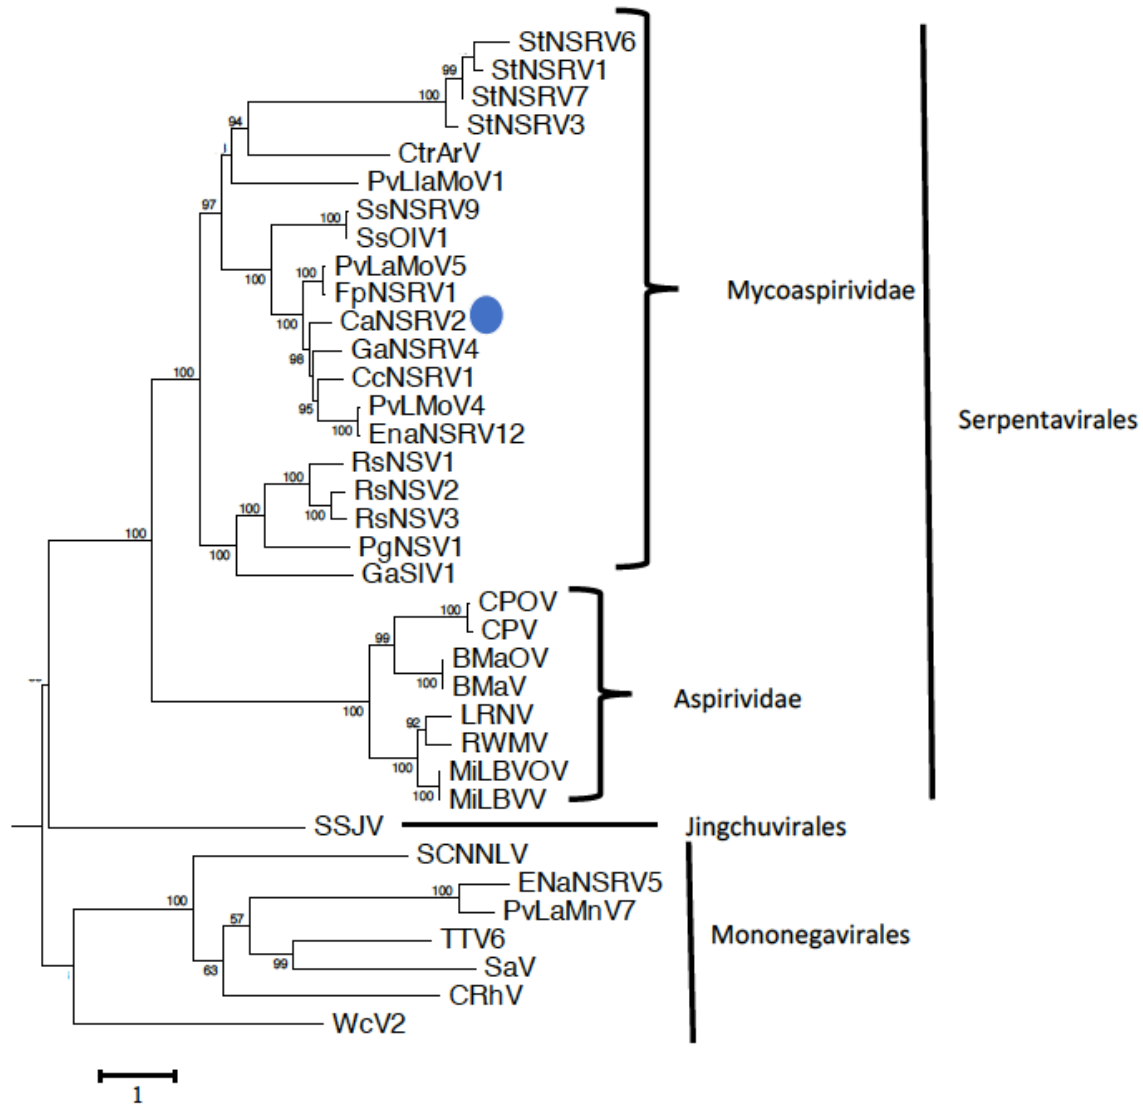 StNSRV6
StNSRV1
99
StNSRV7
100
StNSRV3
94
CtrArV
PvLlaMoV1
97
SsNSRV9
100
SsOlV1
100
PvLaMoV5
100
FpNSRV1
100
CaNSRV2
GaNSRV4
98
CcNSRV1
100
95
PvLMoV4
100
EnaNSRV12
RsNSV1
100
RsNSV2
100
RsNSV3
100
PgNSV1
100
GaSlV1
Mycoaspirividae
Serpentavirales
100
CPOV
100
CPV
99
BMaOV
100
BMaV
Aspirividae
100
LRNV
92
RWMV
100
MiLBVOV
100
MiLBVV
SSJV
Jingchuvirales
SCNNLV
ENaNSRV5
100
100
PvLaMnV7
57
TTV6
Mononegavirales
99
SaV
63
CRhV
WcV2
1